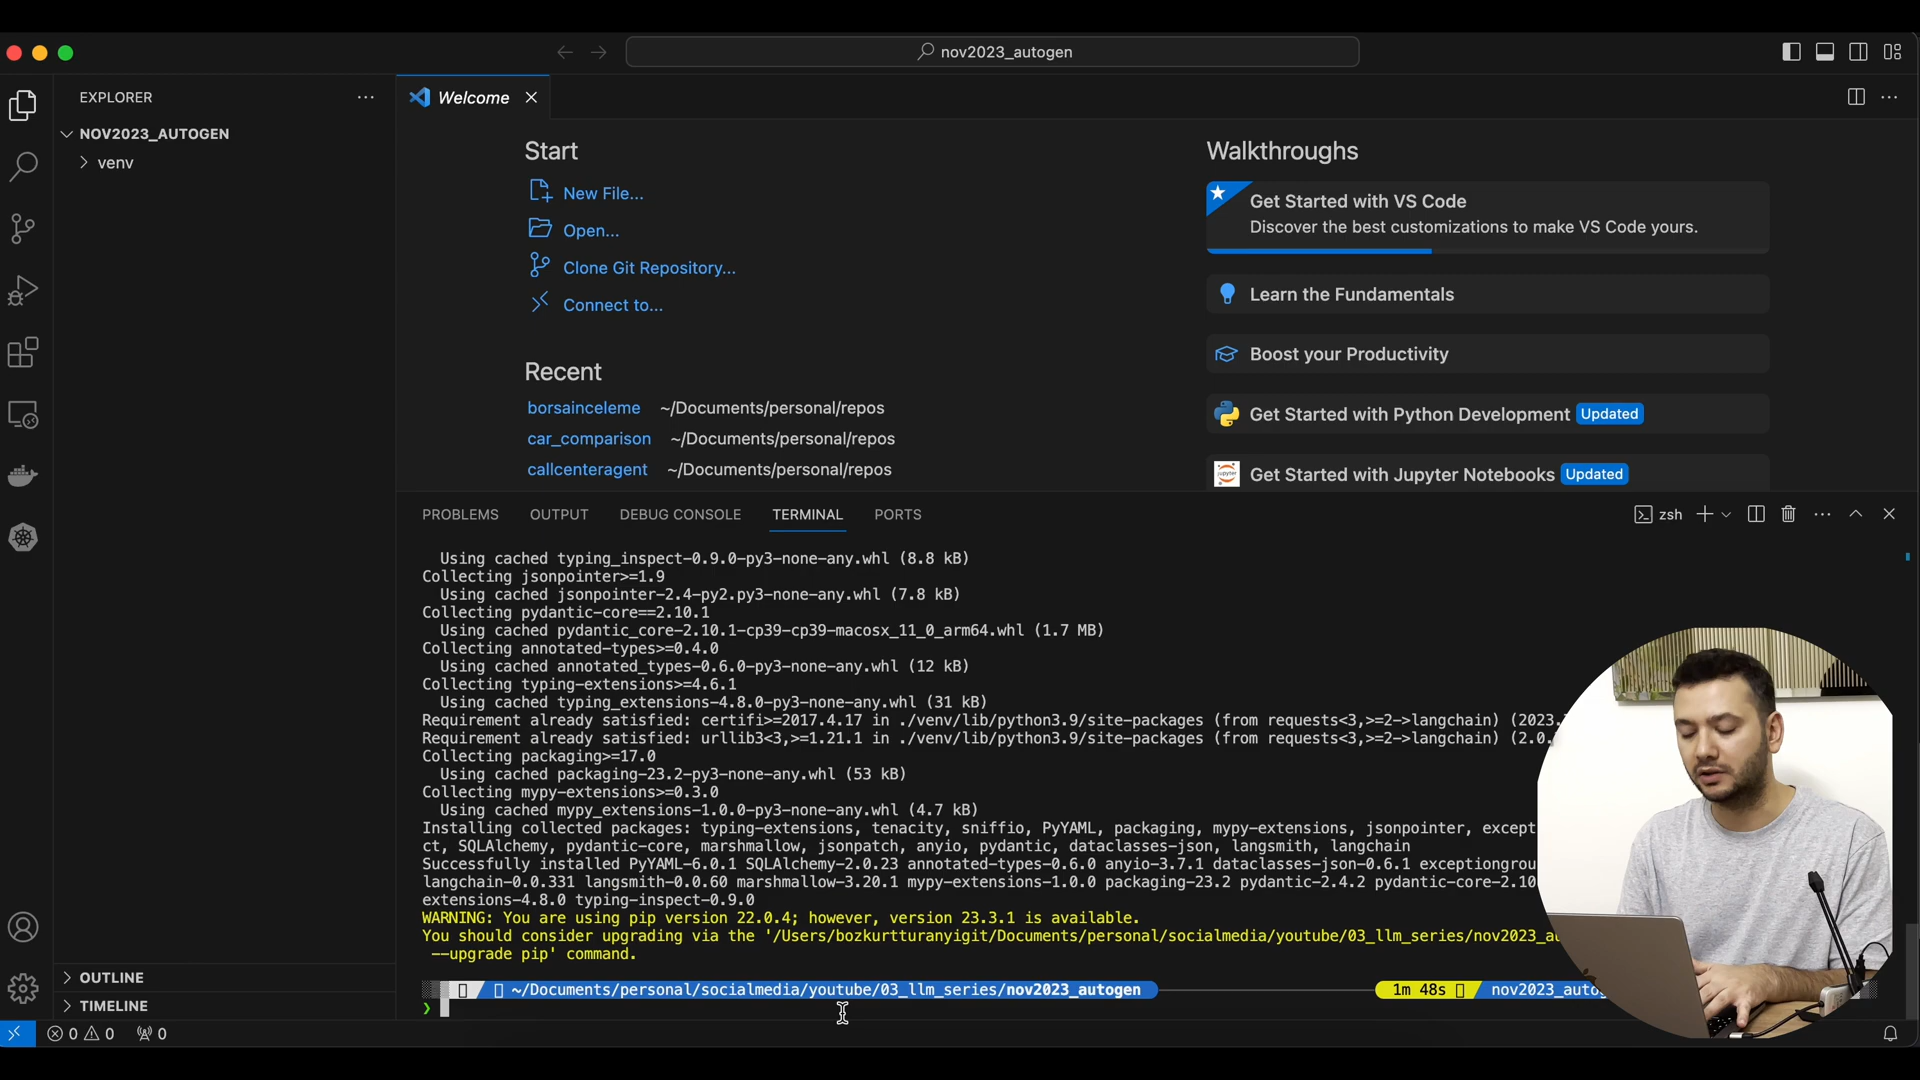 nov2023_autogen
EXPLORER
NOV2023_AUTOGEN
venv
OUTLINE
TIMELINE
Welcome
Start
New File...
Open...
Clone Git Repository...
Connect to...
Recent
borsainceleme ~/Documents/personal/repos
car_comparison ~/Documents/personal/repos
callcenteragent ~/Documents/personal/repos
Walkthroughs
Get Started with VS Code
Discover the best customizations to make VS Code yours.
Learn the Fundamentals
Boost your Productivity
Get Started with Python Development Updated
Get Started with Jupyter Notebooks Updated
PROBLEMS OUTPUT DEBUG CONSOLE TERMINAL PORTS zsh
Using cached typing_inspect-0.9.0-py3-none-any.whl (8.8 kB)
Collecting jsonpointer>=1.9
Using cached jsonpointer-2.4-py2.py3-none-any.whl (7.8 kB)
Collecting pydantic-core==2.10.1
Using cached pydantic_core-2.10.1-cp39-cp39-macosx_11_0_arm64.whl (1.7 MB)
Collecting annotated-types>=0.4.0
Using cached annotated_types-0.6.0-py3-none-any.whl (12 kB)
Collecting typing-extensions>=4.6.1
Using cached typing_extensions-4.8.0-py3-none-any.whl (31 kB)
Requirement already satisfied: certifi>=2017.4.17 in ./venv/lib/python3.9/site-packages (from requests<3,>=2->langchain) (2023.
Requirement already satisfied: urllib3<3,>=1.21.1 in ./venv/lib/python3.9/site-packages (from requests<3,>=2->langchain) (2.0.
Collecting packaging>=17.0
Using cached packaging-23.2-py3-none-any.whl (53 kB)
Collecting mypy-extensions>=0.3.0
Using cached mypy_extensions-1.0.0-py3-none-any.whl (4.7 kB)
Installing collected packages: typing-extensions, tenacity, sniffio, PyYAML, packaging, mypy-extensions, jsonpointer, except
ct, SQLAlchemy, pydantic-core, marshmallow, jsonpatch, anyio, pydantic, dataclasses-json, langsmith, langchain
Successfully installed PyYAML-6.0.1 SQLAlchemy-2.0.23 annotated-types-0.6.0 anyio-3.7.1 dataclasses-json-0.6.1 exceptiongrou
langchain-0.0.331 langsmith-0.0.60 marshmallow-3.20.1 mypy-extensions-1.0.0 packaging-23.2 pydantic-2.4.2 pydantic-core-2.10
extensions-4.8.0 typing-inspect-0.9.0
WARNING: You are using pip version 22.0.4; however, version 23.3.1 is available.
You should consider upgrading via the '/Users/bozkurtturanyigit/Documents/personal/socialmedia/youtube/03_llm_series/nov2023_au
--upgrade pip' command.
~/Documents/personal/socialmedia/youtube/03_llm_series/nov2023_autogen 1m 48s nov2023_autog
❯
0 0 0